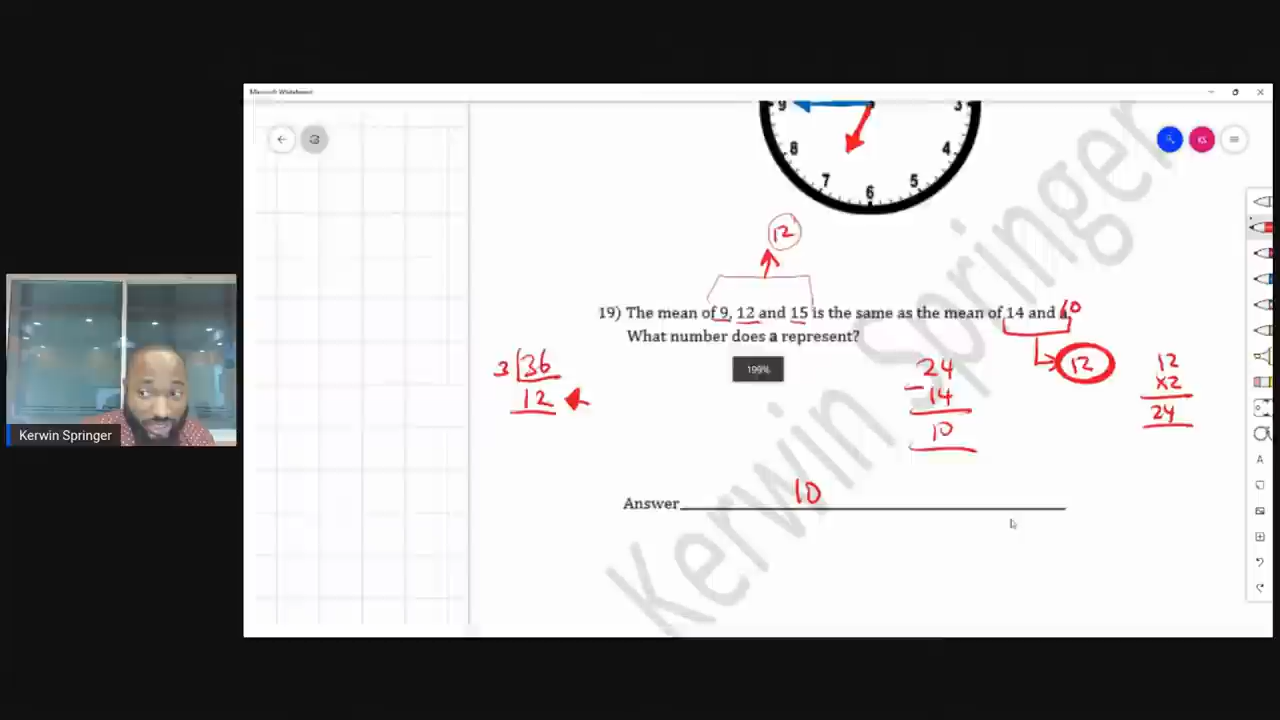 Microsoft Whiteboard
9
3
8
4
7
5
6
12
19) The mean of 9, 12 and 15 is the same as the mean of 14 and 10
What number does a represent?
199%
3 36
12
24
- 14
10
12
12
x2
24
Answer 10
Kerwin Springer
Kerwin Springer
KS
A